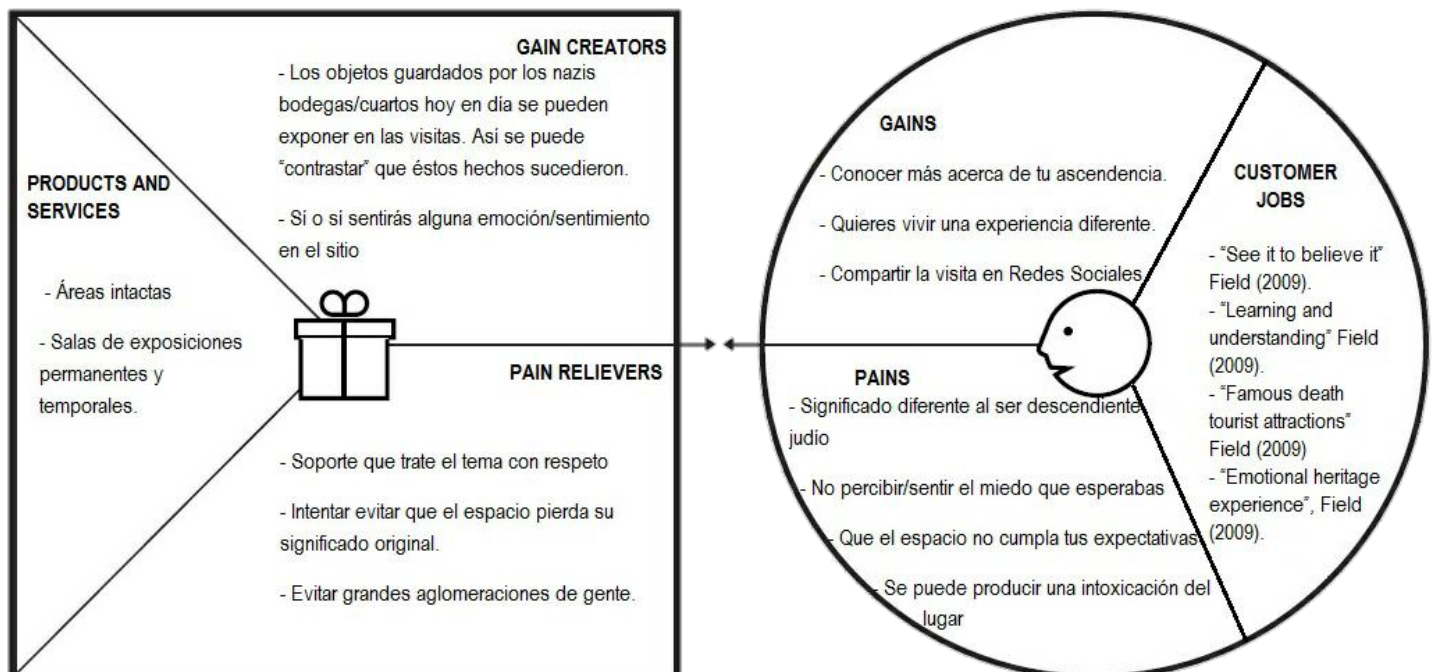 GAIN CREATORS
- Los objetos guardados por los nazis
bodegas/cuartos hoy en día se pueden
exponer en las visitas. Así se puede
"contrastar" que éstos hechos sucedieron.
- Sí o sí sentirás alguna emoción/sentimiento
en el sitio
PRODUCTS AND
SERVICES
- Áreas intactas
- Salas de exposiciones
permanentes y
temporales.
PAIN RELIEVERS
- Soporte que trate el tema con respeto
- Intentar evitar que el espacio pierda su
significado original.
- Evitar grandes aglomeraciones de gente.
GAINS
- Conocer más acerca de tu ascendencia.
- Quieres vivir una experiencia diferente.
- Compartir la visita en Redes Sociales
PAINS
- Significado diferente al ser descendiente
judío
- No percibir/sentir el miedo que esperabas
- Que el espacio no cumpla tus expectativas
- Se puede producir una intoxicación del
lugar
CUSTOMER
JOBS
- "See it to believe it"
Field (2009).
- "Learning and
understanding" Field
(2009).
- "Famous death
tourist attractions"
Field (2009)
- "Emotional heritage
experience", Field
(2009).